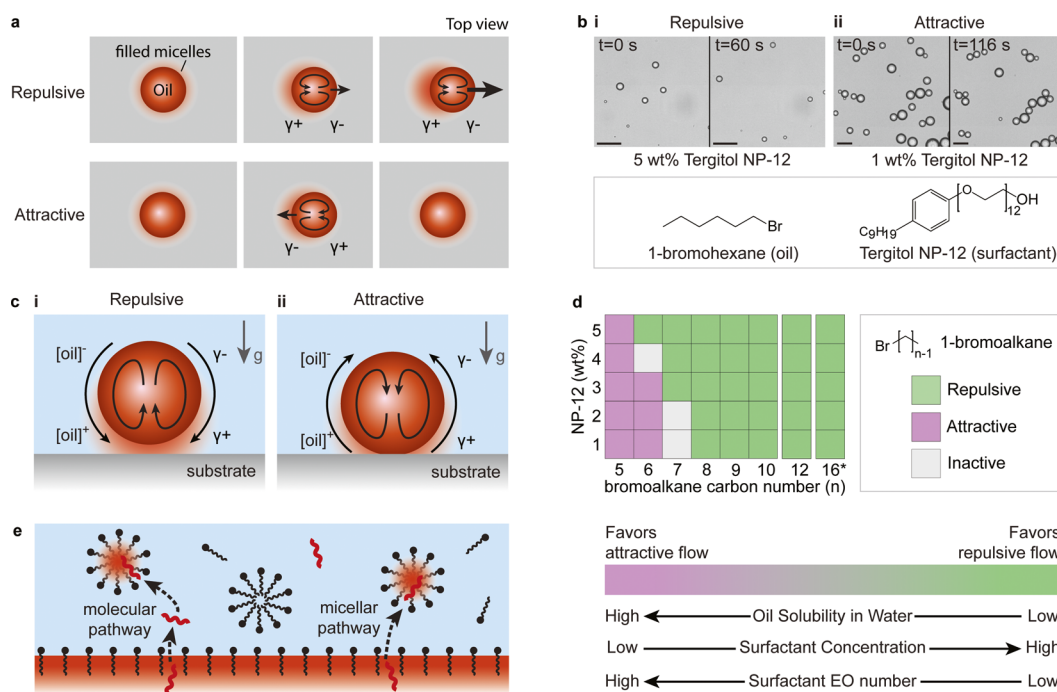 a
Top view
filled micelles
Repulsive
Oil
γ+ γ-
γ+ γ-
Attractive
γ- γ+
b i Repulsive ii Attractive
t=0 s t=60 s t=0 s t=116 s
5 wt% Tergitol NP-12 1 wt% Tergitol NP-12
Br
1-bromohexane (oil)
O O OH
12
C9H19
Tergitol NP-12 (surfactant)
c i Repulsive ii Attractive
[oil]- γ- g [oil]- γ- g
[oil]+ γ+ [oil]+ γ+
substrate substrate
d
NP-12 (wt%)
5
4
3
2
1
5 6 7 8 9 10 12 16*
bromoalkane carbon number (n)
Br n-1 1-bromoalkane
Repulsive
Attractive
Inactive
e
molecular
pathway
micellar
pathway
Favors
attractive flow
Favors
repulsive flow
High Oil Solubility in Water Low
Low Surfactant Concentration High
High Surfactant EO number Low